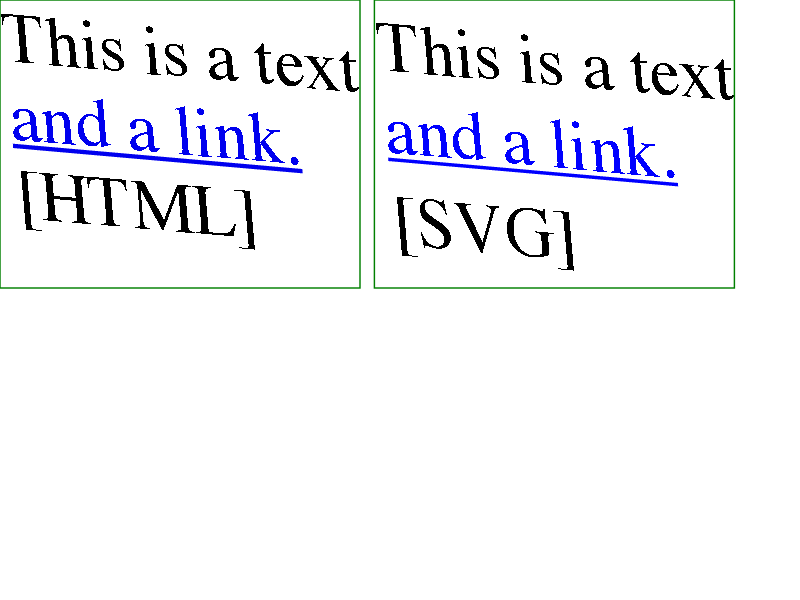 This is a text
and a link.
[HTML]
This is a text
and a link.
[SVG]